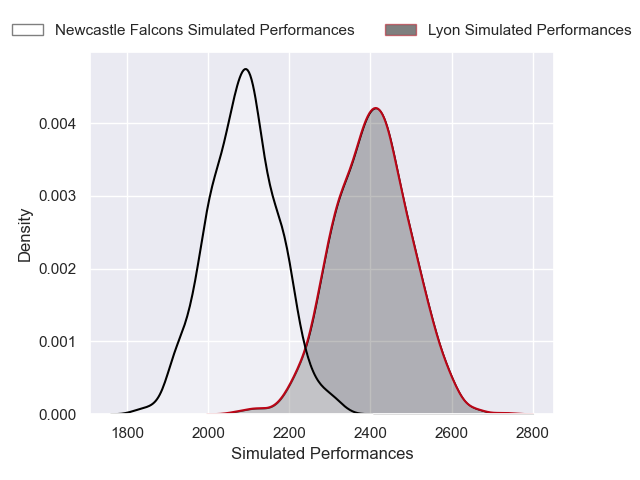 Newcastle Falcons Simulated Performances
Lyon Simulated Performances
Density
0.004
0.003
0.002
0.001
0.000
1800
2000
2200
2400
2600
2800
Simulated Performances